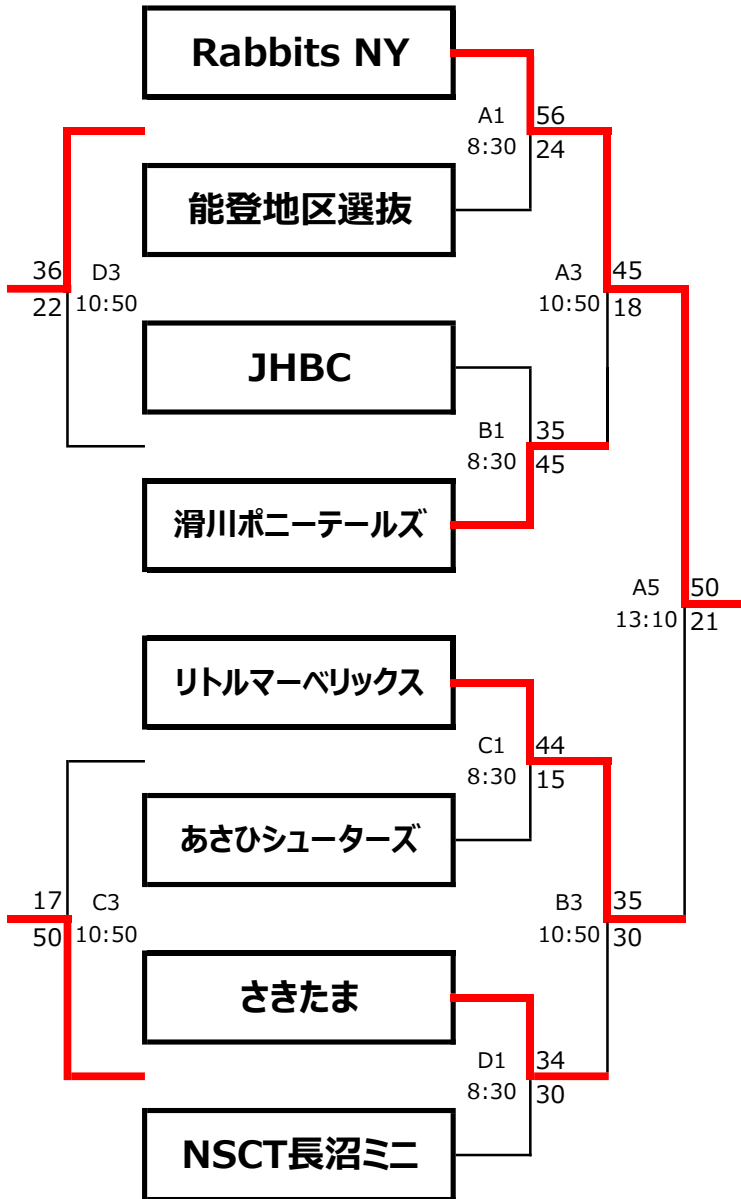 Rabbits NY
A1 56
8:30 24
能登地区選抜
36 D3
22 10:50
A3 45
10:50 18
JHBC
B1 35
8:30 45
滑川ポニーテールズ
A5 50
13:10 21
リトルマーベリックス
C1 44
8:30 15
あさひシューターズ
17 C3
50 10:50
B3 35
10:50 30
さきたま
D1 34
8:30 30
NSCT長沼ミニ